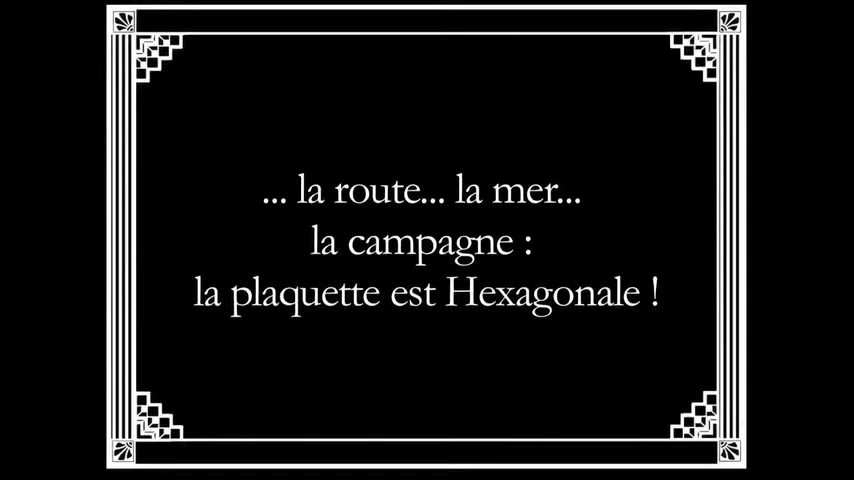 ... la route... la mer...
la campagne :
la plaquette est Hexagonale !